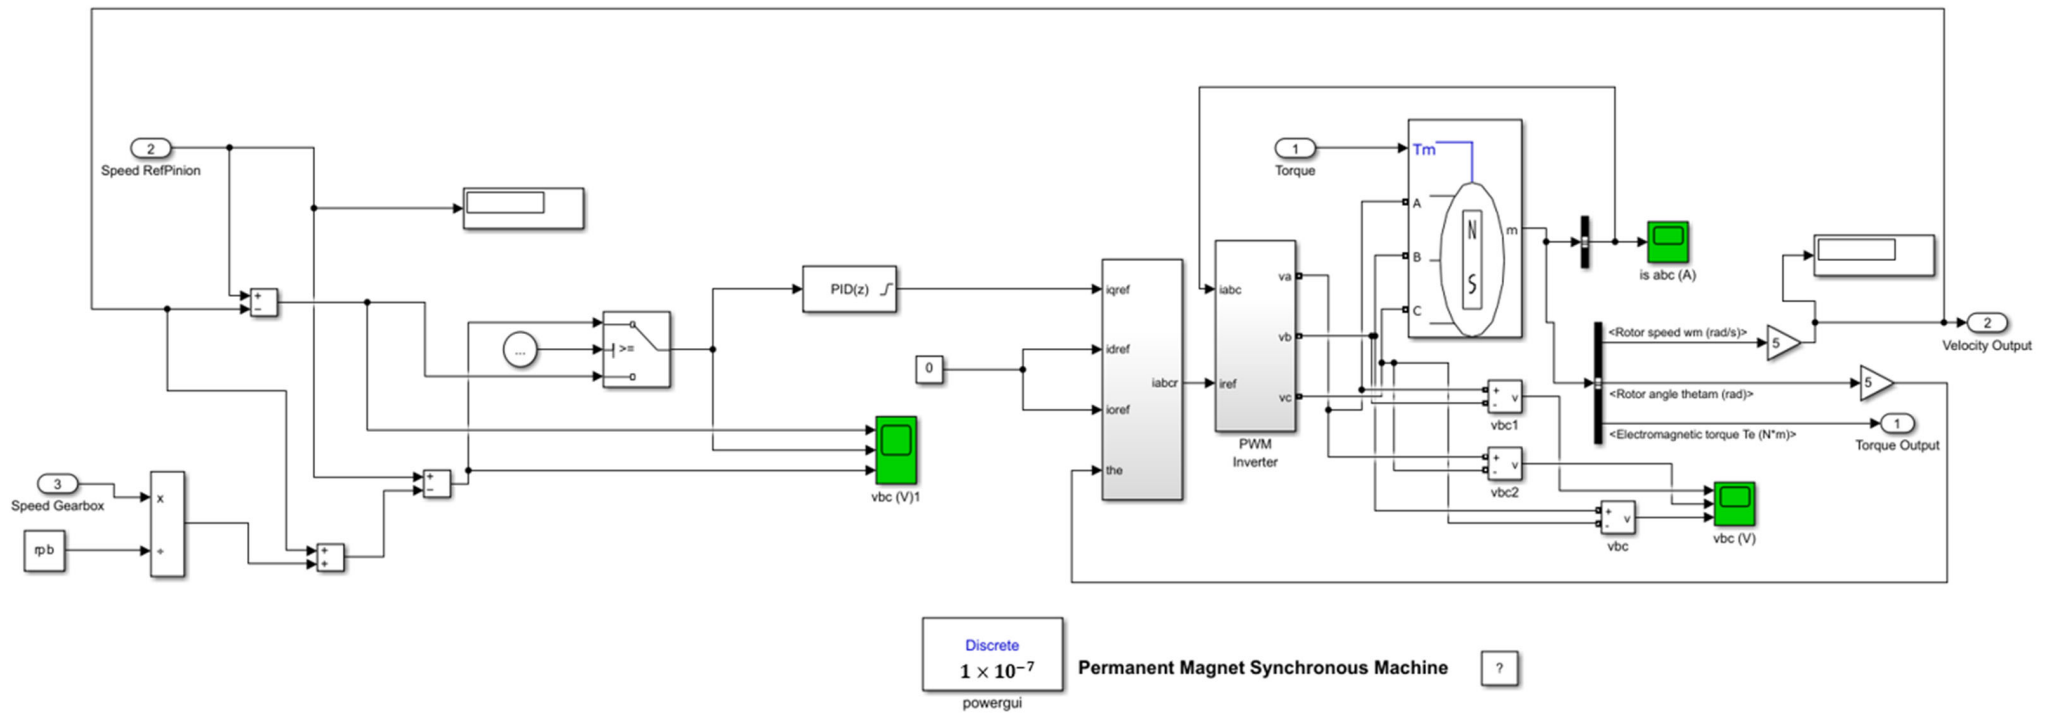 2
Speed RefPinion
+
−
...
>=
PID(z)
0
iqref
idref
ioref
the
iabcr
iabc
iref
va
vb
vc
PWM
Inverter
1
Torque
Tm
A
B
C
N
S
m
is abc (A)
<Rotor speed wm (rad/s)>
5
2
Velocity Output
<Rotor angle thetam (rad)>
5
<Electromagnetic torque Te (N*m)>
1
Torque Output
+
-
v
vbc1
+
-
v
vbc2
+
-
v
vbc
vbc (V)
vbc (V)1
+
−
3
Speed Gearbox
x
÷
rpb
+
+
Discrete
1 × 10⁻⁷
powergui
Permanent Magnet Synchronous Machine
?